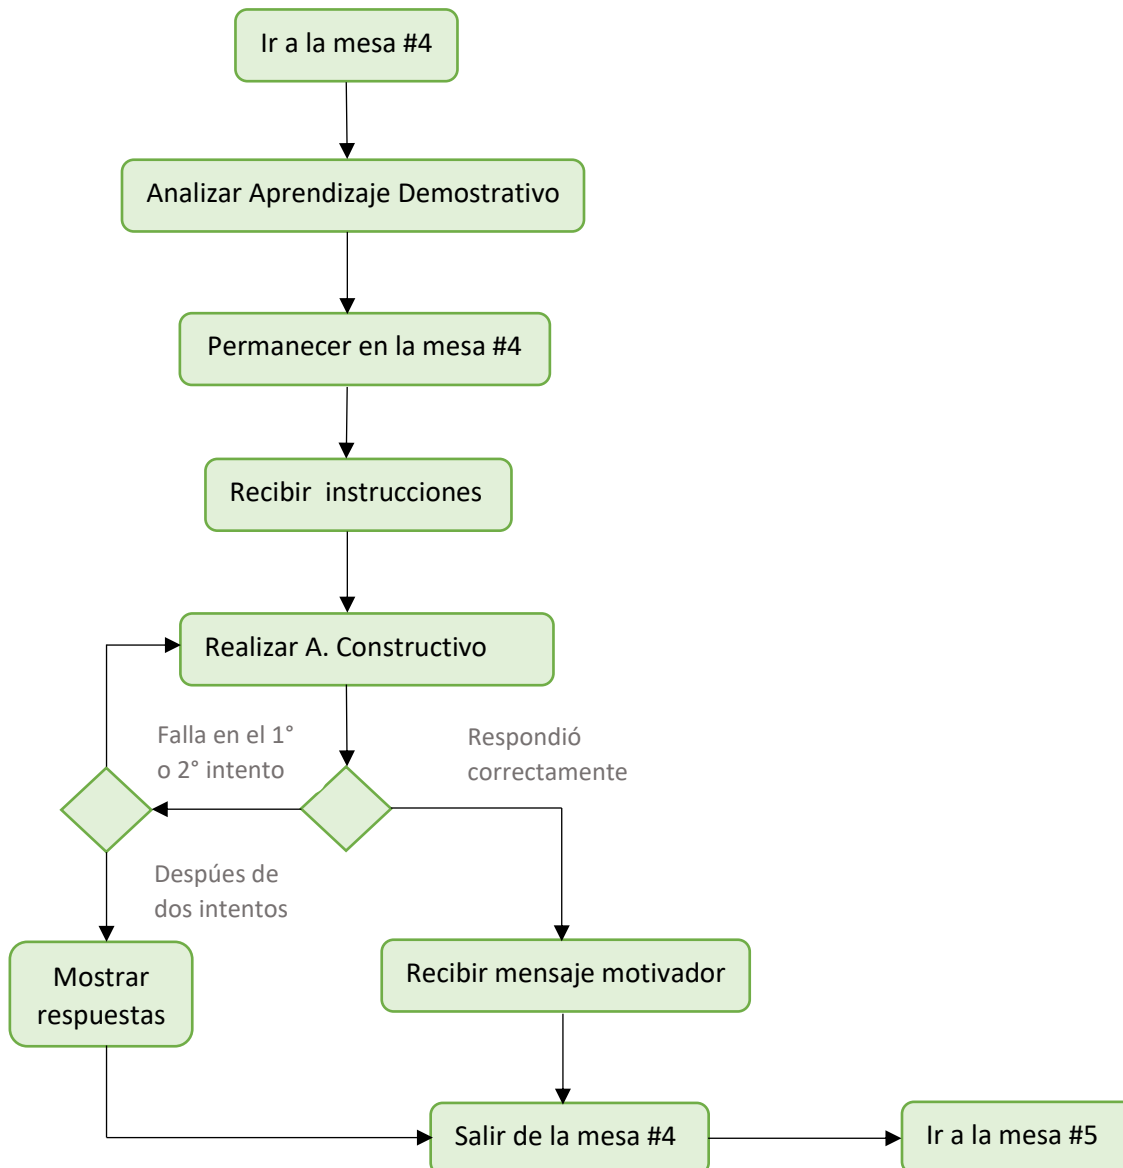 Ir a la mesa #4
Analizar Aprendizaje Demostrativo
Permanecer en la mesa #4
Recibir  instrucciones
Realizar A. Constructivo
Falla en el 1°
o 2° intento
Respondió
correctamente
Despúes de
dos intentos
Mostrar
respuestas
Recibir mensaje motivador
Salir de la mesa #4
Ir a la mesa #5